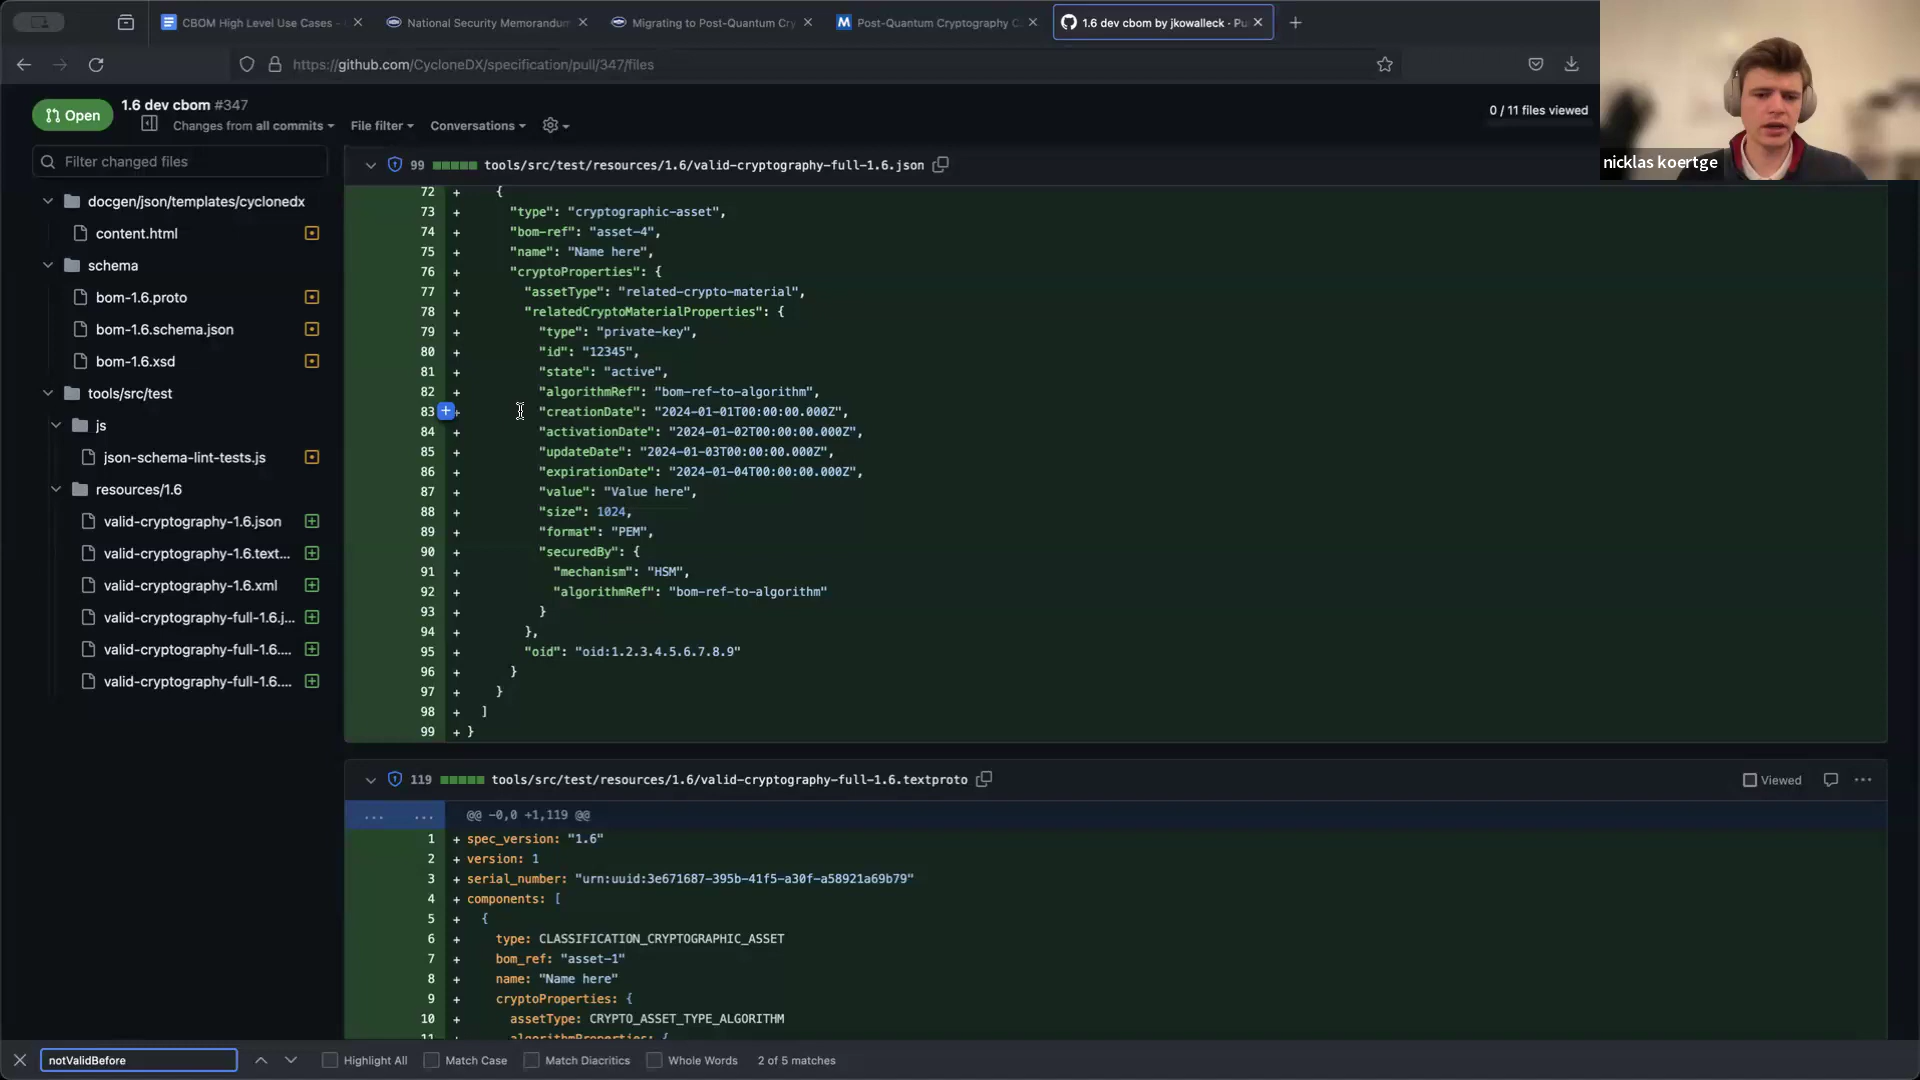 CBOM High Level Use Cases -
National Security Memorandum
Migrating to Post-Quantum Cry
Post-Quantum Cryptography C
1.6 dev cbom by jkowalleck · Pu
https://github.com/CycloneDX/specification/pull/347/files
Open
1.6 dev cbom #347
Changes from all commits
File filter
Conversations
0 / 11 files viewed
nicklas koertge
Filter changed files
docgen/json/templates/cyclonedx
content.html
schema
bom-1.6.proto
bom-1.6.schema.json
bom-1.6.xsd
tools/src/test
js
json-schema-lint-tests.js
resources/1.6
valid-cryptography-1.6.json
valid-cryptography-1.6.text...
valid-cryptography-1.6.xml
valid-cryptography-full-1.6.j...
valid-cryptography-full-1.6....
valid-cryptography-full-1.6....
99 tools/src/test/resources/1.6/valid-cryptography-full-1.6.json
72 + {
73 + "type": "cryptographic-asset",
74 + "bom-ref": "asset-4",
75 + "name": "Name here",
76 + "cryptoProperties": {
77 + "assetType": "related-crypto-material",
78 + "relatedCryptoMaterialProperties": {
79 + "type": "private-key",
80 + "id": "12345",
81 + "state": "active",
82 + "algorithmRef": "bom-ref-to-algorithm",
83 + "creationDate": "2024-01-01T00:00:00.000Z",
84 + "activationDate": "2024-01-02T00:00:00.000Z",
85 + "updateDate": "2024-01-03T00:00:00.000Z",
86 + "expirationDate": "2024-01-04T00:00:00.000Z",
87 + "value": "Value here",
88 + "size": 1024,
89 + "format": "PEM",
90 + "securedBy": {
91 + "mechanism": "HSM",
92 + "algorithmRef": "bom-ref-to-algorithm"
93 + }
94 + },
95 + "oid": "oid:1.2.3.4.5.6.7.8.9"
96 + }
97 + }
98 + ]
99 + }
119 tools/src/test/resources/1.6/valid-cryptography-full-1.6.textproto
Viewed
... ... @@ -0,0 +1,119 @@
1 + spec_version: "1.6"
2 + version: 1
3 + serial_number: "urn:uuid:3e671687-395b-41f5-a30f-a58921a69b79"
4 + components: [
5 + {
6 + type: CLASSIFICATION_CRYPTOGRAPHIC_ASSET
7 + bom_ref: "asset-1"
8 + name: "Name here"
9 + cryptoProperties: {
10 + assetType: CRYPTO_ASSET_TYPE_ALGORITHM
11 + algorithmProperties: {
notValidBefore
Highlight All
Match Case
Match Diacritics
Whole Words
2 of 5 matches